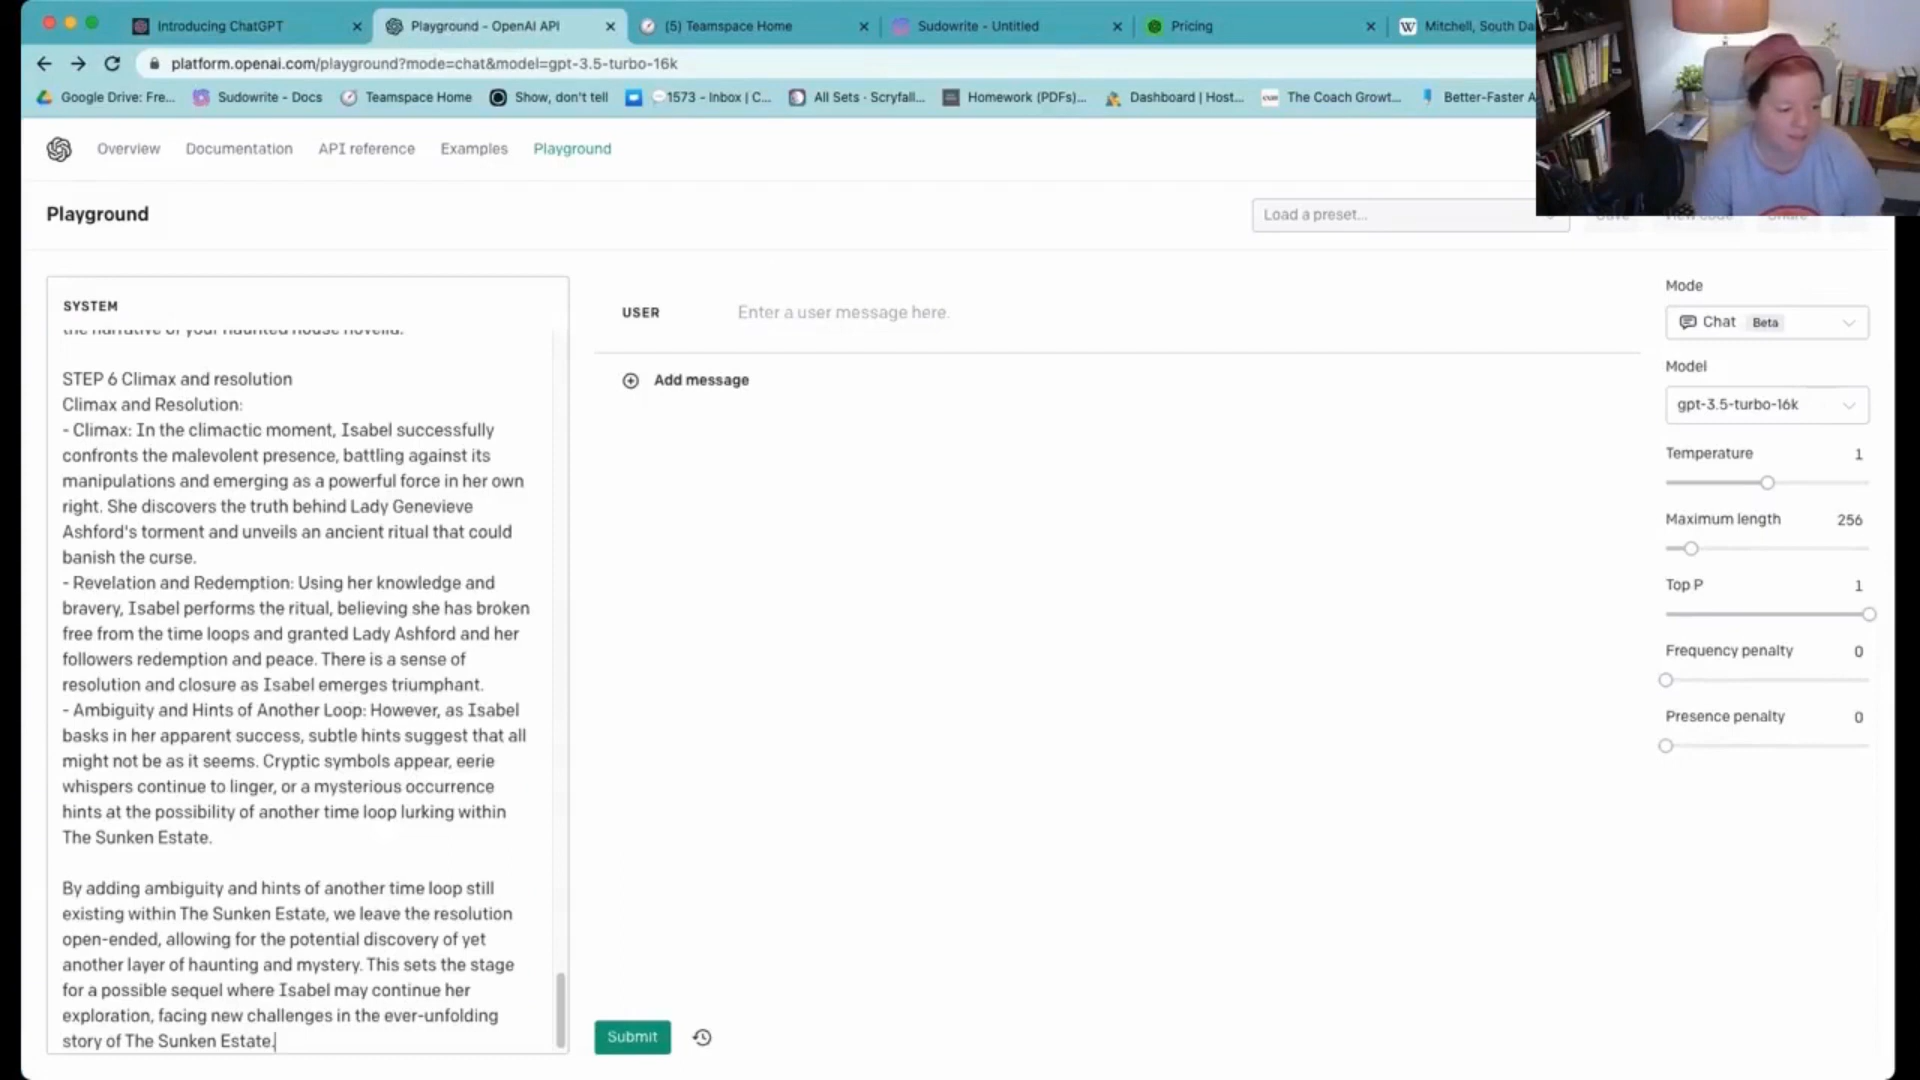 Introducing ChatGPT
Playground - OpenAI API
(5) Teamspace Home
Sudowrite - Untitled
Pricing
Mitchell, South Da
platform.openai.com/playground?mode=chat&model=gpt-3.5-turbo-16k
Google Drive: Fre...
Sudowrite - Docs
Teamspace Home
Show, don't tell
1573 - Inbox | C...
All Sets · Scryfall...
Homework (PDFs)...
Dashboard | Host...
The Coach Growt...
Better-Faster A
Overview
Documentation
API reference
Examples
Playground
Playground
Load a preset...
SYSTEM
the narrative of your haunted house novella.
STEP 6 Climax and resolution
Climax and Resolution:
- Climax: In the climactic moment, Isabel successfully
confronts the malevolent presence, battling against its
manipulations and emerging as a powerful force in her own
right. She discovers the truth behind Lady Genevieve
Ashford's torment and unveils an ancient ritual that could
banish the curse.
- Revelation and Redemption: Using her knowledge and
bravery, Isabel performs the ritual, believing she has broken
free from the time loops and granted Lady Ashford and her
followers redemption and peace. There is a sense of
resolution and closure as Isabel emerges triumphant.
- Ambiguity and Hints of Another Loop: However, as Isabel
basks in her apparent success, subtle hints suggest that all
might not be as it seems. Cryptic symbols appear, eerie
whispers continue to linger, or a mysterious occurrence
hints at the possibility of another time loop lurking within
The Sunken Estate.
By adding ambiguity and hints of another time loop still
existing within The Sunken Estate, we leave the resolution
open-ended, allowing for the potential discovery of yet
another layer of haunting and mystery. This sets the stage
for a possible sequel where Isabel may continue her
exploration, facing new challenges in the ever-unfolding
story of The Sunken Estate.
USER
Enter a user message here.
Add message
Submit
Mode
Chat Beta
Model
gpt-3.5-turbo-16k
Temperature 1
Maximum length 256
Top P 1
Frequency penalty 0
Presence penalty 0